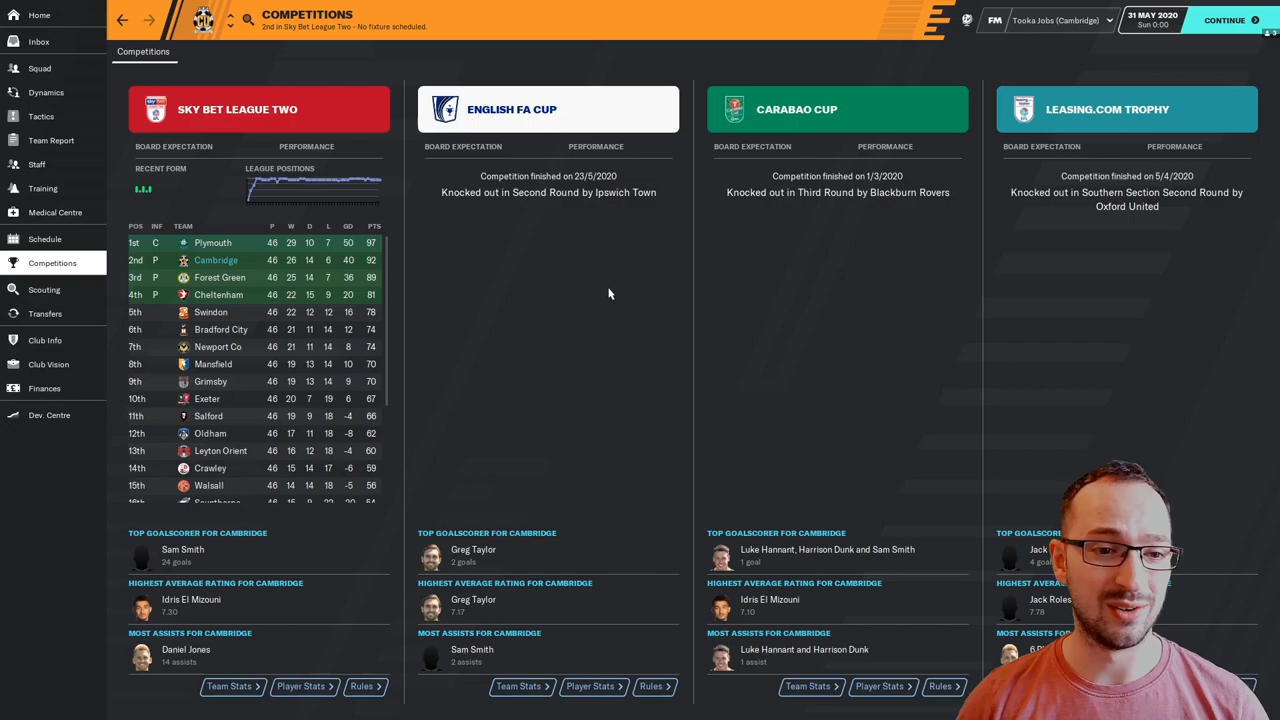 Home
Inbox
Squad
Dynamics
Tactics
Team Report
Staff
Training
Medical Centre
Schedule
Competitions
Scouting
Transfers
Club Info
Club Vision
Finances
Dev. Centre
COMPETITIONS
2nd in Sky Bet League Two - No fixture scheduled.
FM Tooka Jobs (Cambridge)
31 MAY 2020
Sun 0:00
CONTINUE
3
Competitions
SKY BET LEAGUE TWO
BOARD EXPECTATION PERFORMANCE
RECENT FORM LEAGUE POSITIONS
POS INF TEAM P W D L GD PTS
1st C Plymouth 46 29 10 7 50 97
2nd P Cambridge 46 26 14 6 40 92
3rd P Forest Green 46 25 14 7 36 89
4th P Cheltenham 46 22 15 9 20 81
5th Swindon 46 22 12 12 16 78
6th Bradford City 46 21 11 14 12 74
7th Newport Co 46 21 11 14 8 74
8th Mansfield 46 19 13 14 10 70
9th Grimsby 46 19 13 14 9 70
10th Exeter 46 20 7 19 6 67
11th Salford 46 19 9 18 -4 66
12th Oldham 46 17 11 18 -8 62
13th Leyton Orient 46 16 12 18 -4 60
14th Crawley 46 15 14 17 -6 59
15th Walsall 46 14 14 18 -5 56
TOP GOALSCORER FOR CAMBRIDGE
Sam Smith
24 goals
HIGHEST AVERAGE RATING FOR CAMBRIDGE
Idris El Mizouni
7.30
MOST ASSISTS FOR CAMBRIDGE
Daniel Jones
14 assists
Team Stats Player Stats Rules
ENGLISH FA CUP
BOARD EXPECTATION PERFORMANCE
Competition finished on 23/5/2020
Knocked out in Second Round by Ipswich Town
TOP GOALSCORER FOR CAMBRIDGE
Greg Taylor
2 goals
HIGHEST AVERAGE RATING FOR CAMBRIDGE
Greg Taylor
7.17
MOST ASSISTS FOR CAMBRIDGE
Sam Smith
2 assists
Team Stats Player Stats Rules
CARABAO CUP
BOARD EXPECTATION PERFORMANCE
Competition finished on 1/3/2020
Knocked out in Third Round by Blackburn Rovers
TOP GOALSCORER FOR CAMBRIDGE
Luke Hannant, Harrison Dunk and Sam Smith
1 goal
HIGHEST AVERAGE RATING FOR CAMBRIDGE
Idris El Mizouni
7.10
MOST ASSISTS FOR CAMBRIDGE
Luke Hannant and Harrison Dunk
1 assist
Team Stats Player Stats Rules
LEASING.COM TROPHY
BOARD EXPECTATION PERFORMANCE
Competition finished on 5/4/2020
Knocked out in Southern Section Second Round by
Oxford United
Jack
Jack Roles
7.78